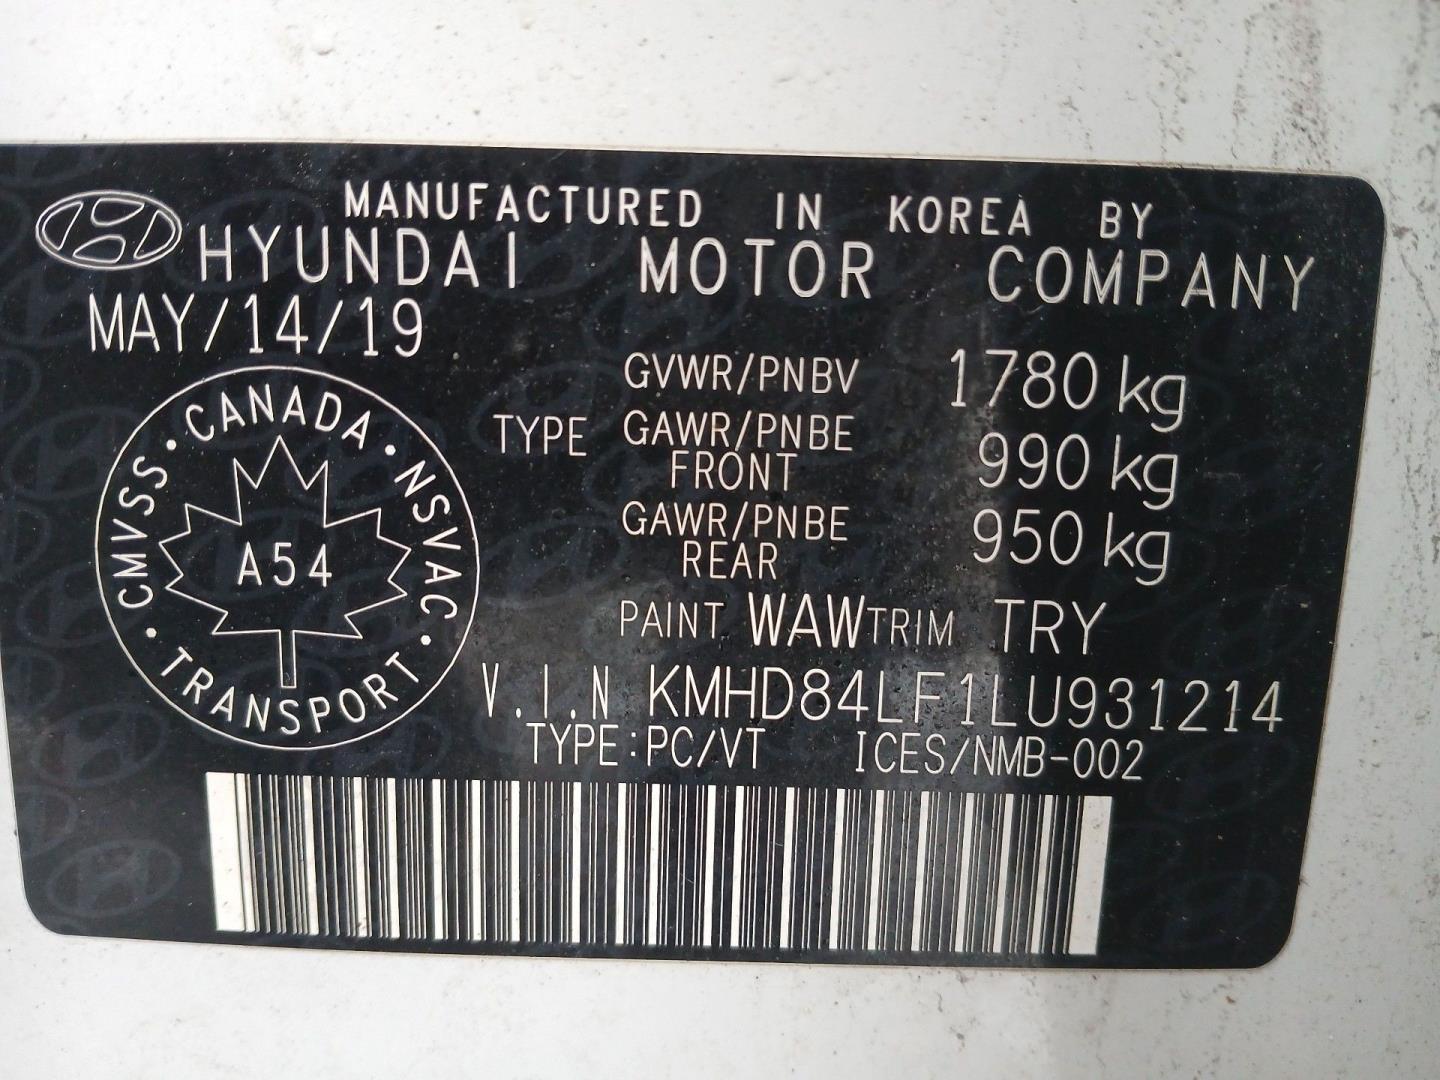 MANUFACTURED IN KOREA BY
HYUNDAI MOTOR COMPANY
MAY/14/19
CANADA · NSVAC · TRANSPORT · CMVSS ·
A54
TYPE
GVWR/PNBV 1780 kg
GAWR/PNBE FRONT 990 kg
GAWR/PNBE REAR 950 kg
PAINT WAW TRIM TRY
V.I.N KMHD84LF1LU931214
TYPE:PC/VT ICES/NMB-002